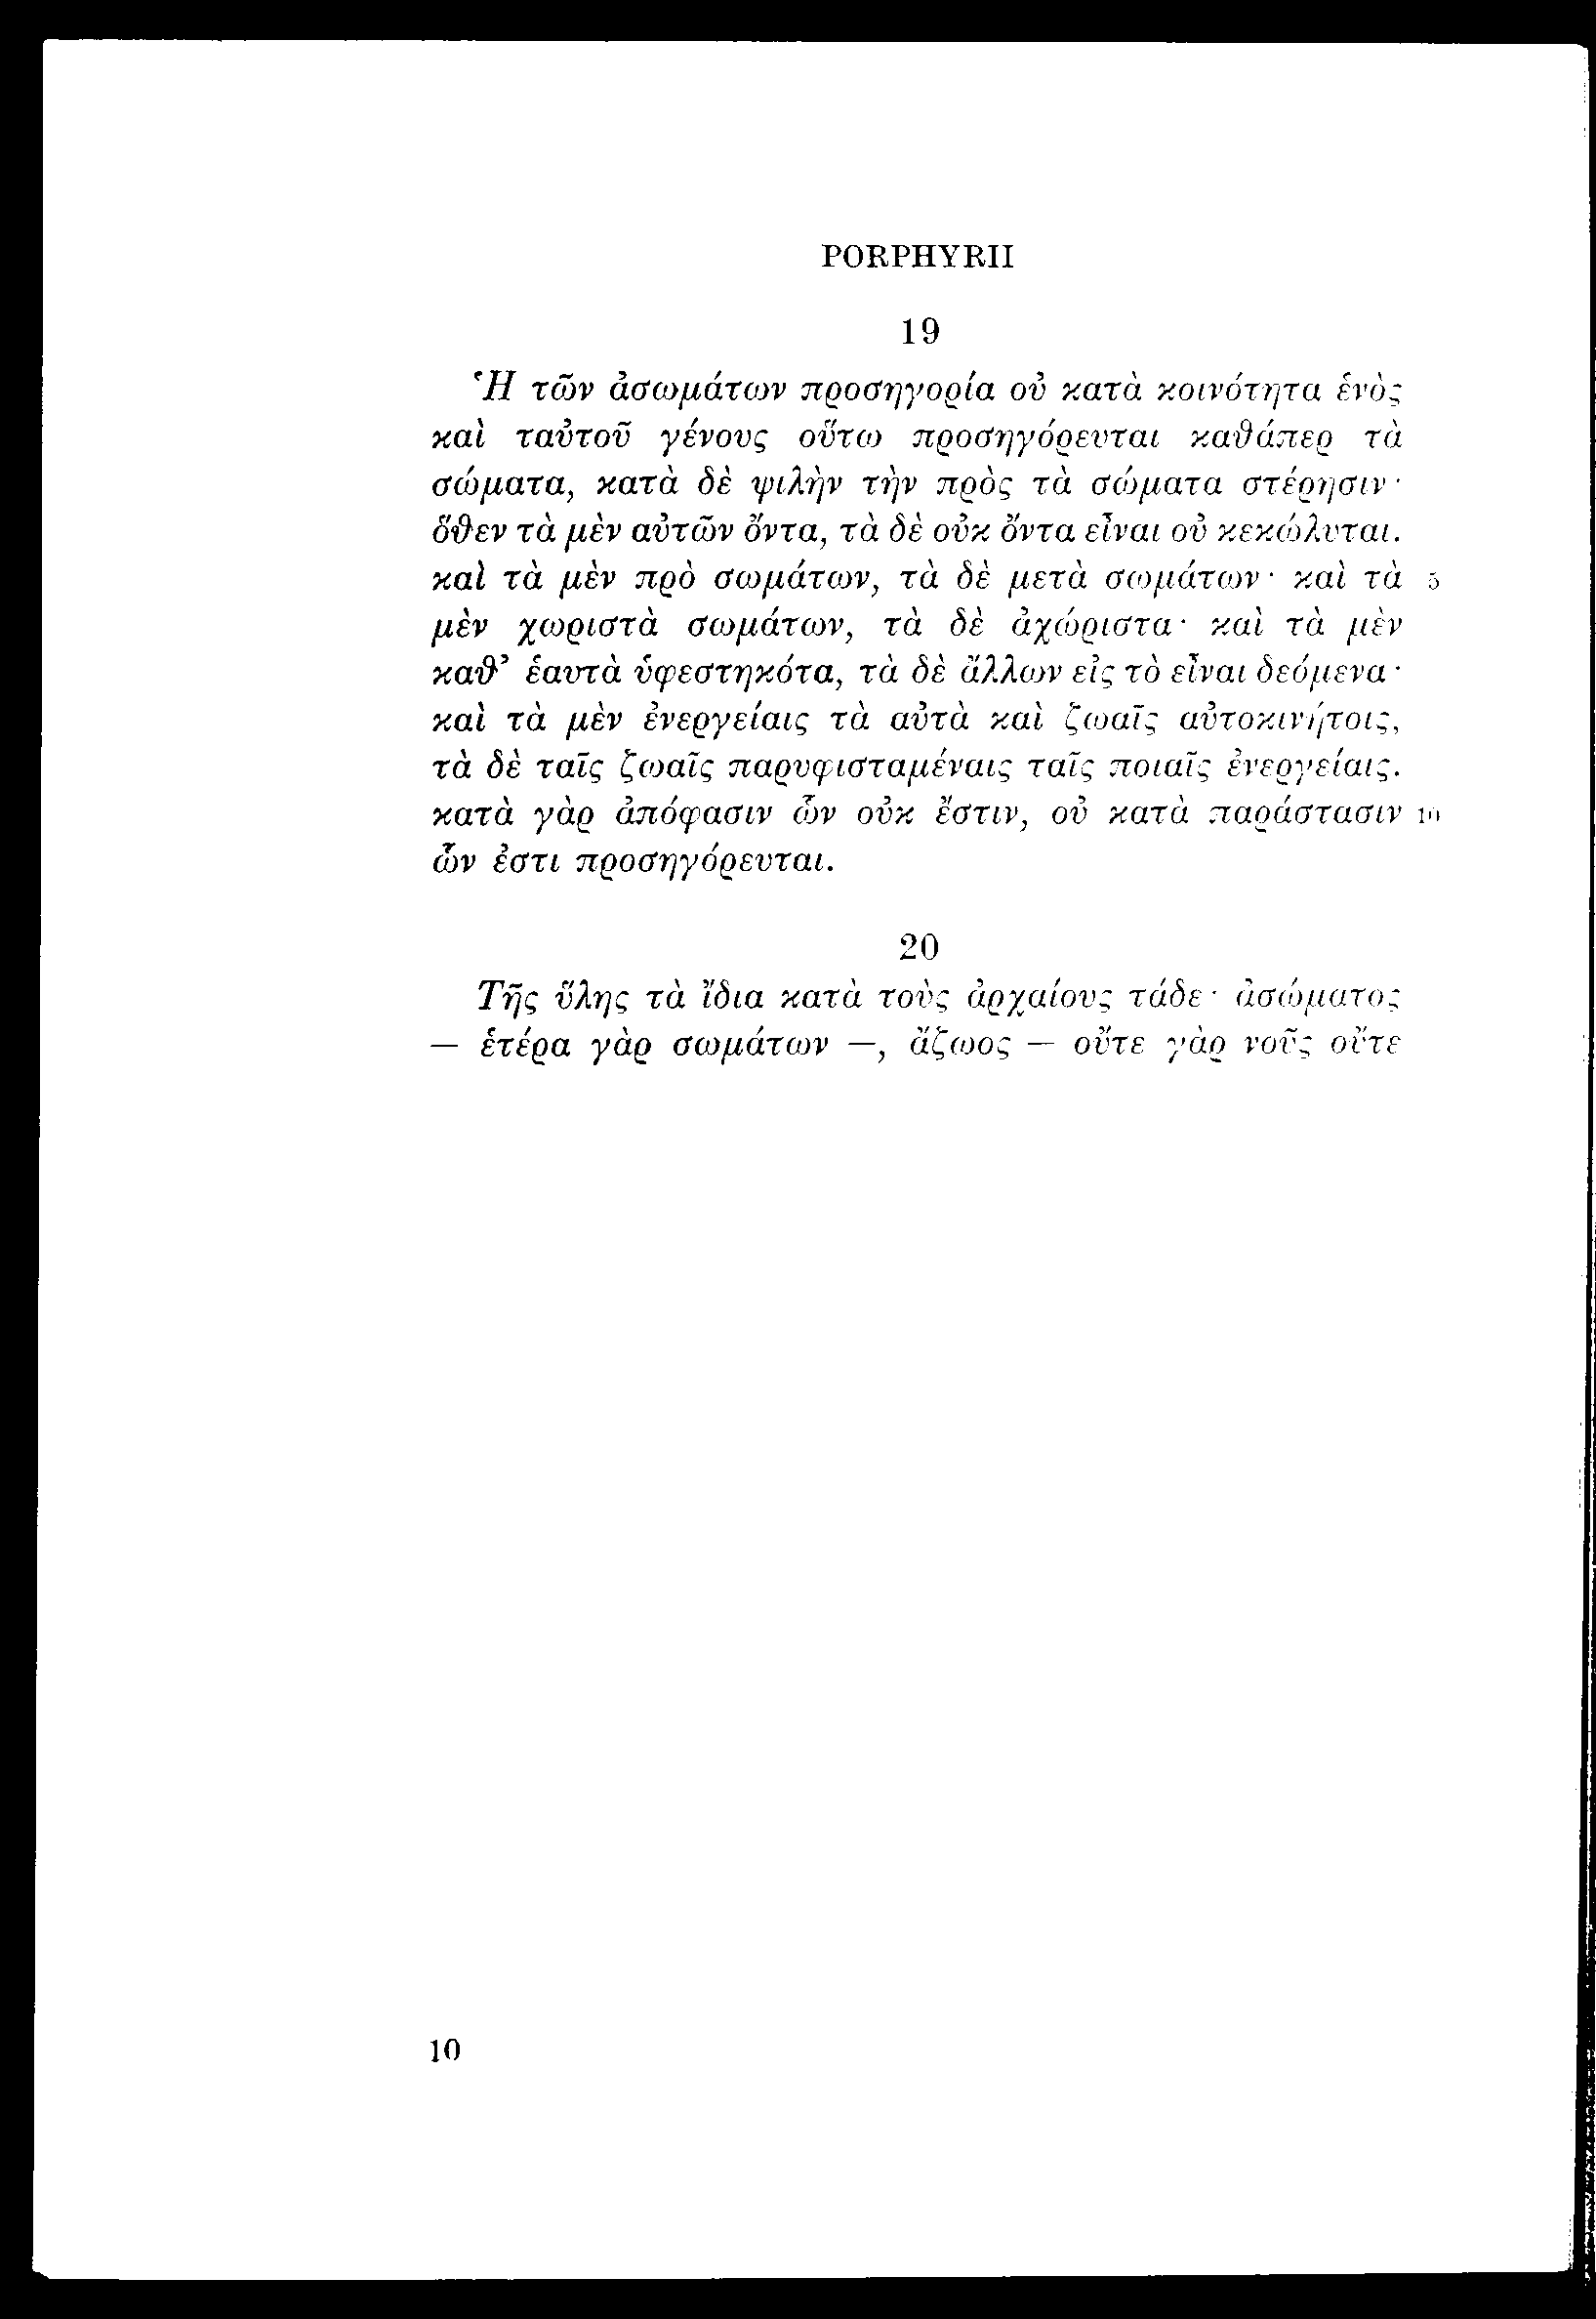 PORPHYRII
19
Ἡ τῶν ἀσωμάτων προσηγορία οὐ κατὰ κοινότητα ἑνὸς
καὶ ταὐτοῦ γένους οὕτω προσηγόρευται καθάπερ τὰ
σώματα, κατὰ δὲ ψιλὴν τὴν πρὸς τὰ σώματα στέρησιν·
ὅθεν τὰ μὲν αὐτῶν ὄντα, τὰ δὲ οὐκ ὄντα εἶναι οὐ κεκώλυται.
καὶ τὰ μὲν πρὸ σωμάτων, τὰ δὲ μετὰ σωμάτων· καὶ τὰ 5
μὲν χωριστὰ σωμάτων, τὰ δὲ ἀχώριστα· καὶ τὰ μὲν
καθ’ ἑαυτὰ ὑφεστηκότα, τὰ δὲ ἄλλων εἰς τὸ εἶναι δεόμενα·
καὶ τὰ μὲν ἐνεργείαις τὰ αὐτὰ καὶ ζωαῖς αὐτοκινήτοις,
τὰ δὲ ταῖς ζωαῖς παρυφισταμέναις ταῖς ποιαῖς ἐνεργείαις.
κατὰ γὰρ ἀπόφασιν ὧν οὐκ ἔστιν, οὐ κατὰ παράστασιν 10
ὧν ἐστι προσηγόρευται.
20
Τῆς ὕλης τὰ ἴδια κατὰ τοὺς ἀρχαίους τάδε· ἀσώματος
— ἑτέρα γὰρ σωμάτων —, ἄζωος — οὔτε γὰρ νοῦς οὔτε
10